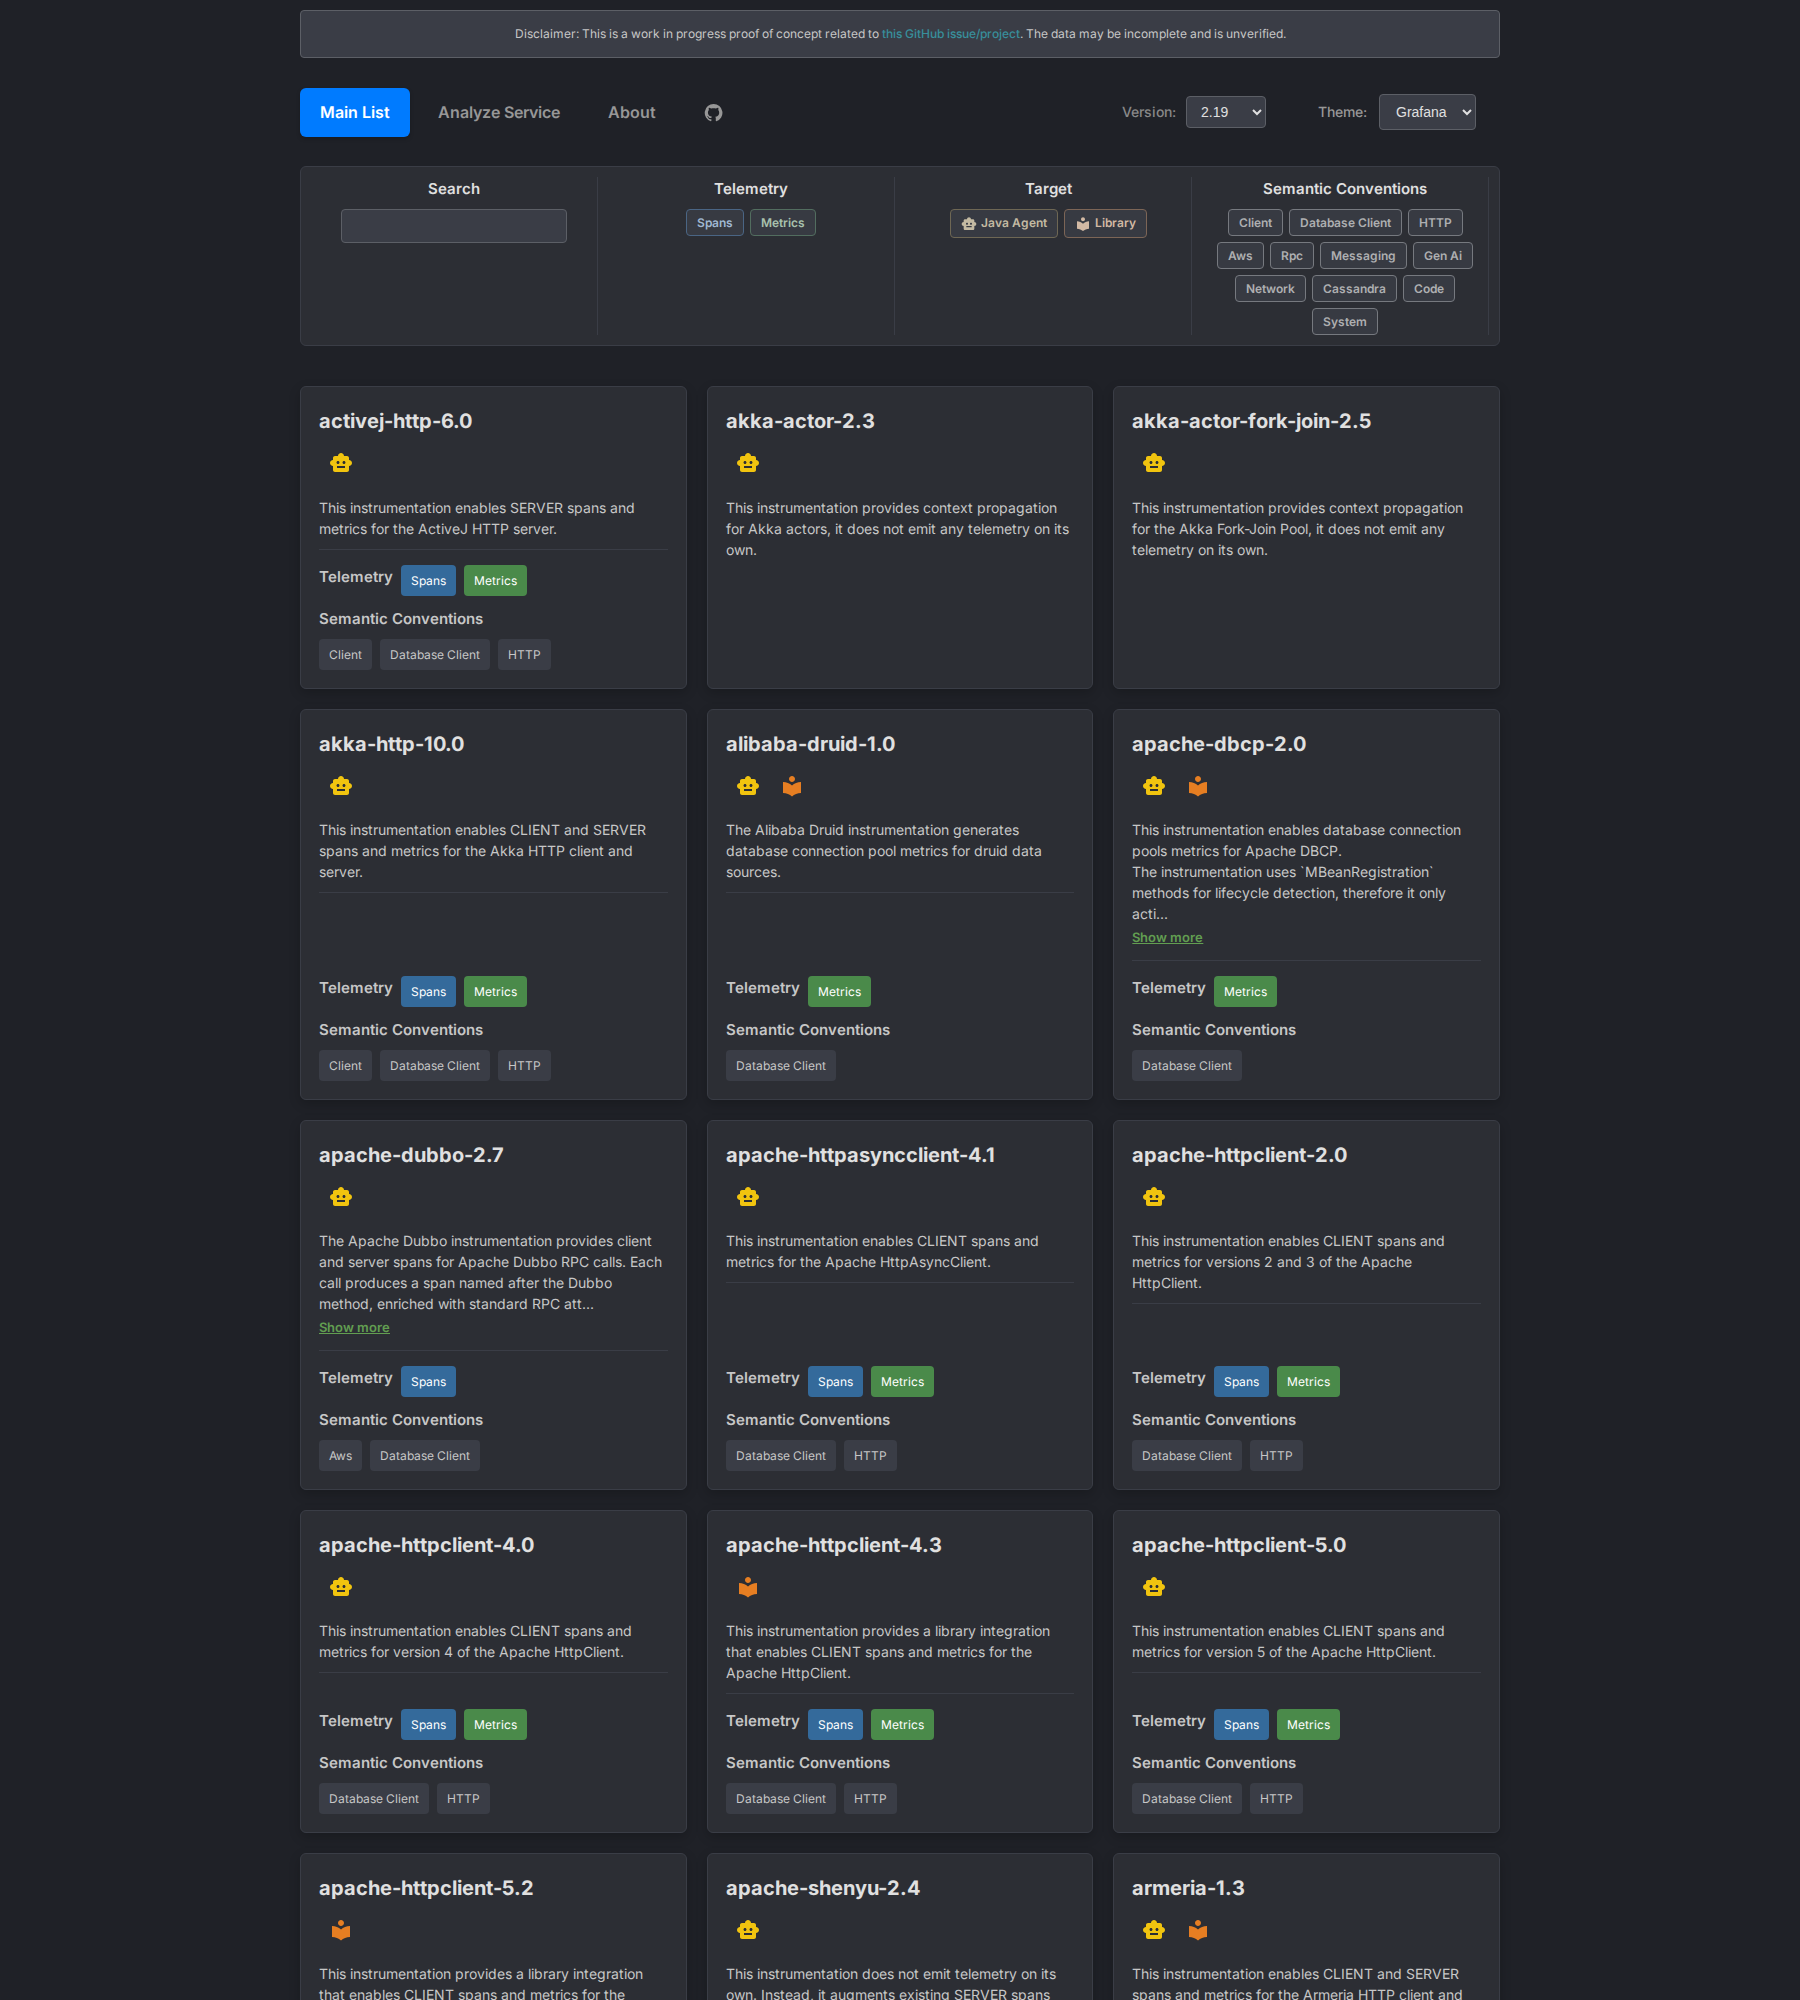 Disclaimer: This is a work in progress proof of concept related to this GitHub issue/project. The data may be incomplete and is unverified.
Main List
Analyze Service
About
Version:
2.19
Theme:
Grafana
Search
Telemetry
Spans
Metrics
Target
Java Agent
Library
Semantic Conventions
Client
Database Client
HTTP
Aws
Rpc
Messaging
Gen Ai
Network
Cassandra
Code
System
activej-http-6.0
This instrumentation enables SERVER spans and
metrics for the ActiveJ HTTP server.
Telemetry
Spans
Metrics
Semantic Conventions
Client
Database Client
HTTP
akka-actor-2.3
This instrumentation provides context propagation
for Akka actors, it does not emit any telemetry on its
own.
akka-actor-fork-join-2.5
This instrumentation provides context propagation
for the Akka Fork-Join Pool, it does not emit any
telemetry on its own.
akka-http-10.0
This instrumentation enables CLIENT and SERVER
spans and metrics for the Akka HTTP client and
server.
Telemetry
Spans
Metrics
Semantic Conventions
Client
Database Client
HTTP
alibaba-druid-1.0
The Alibaba Druid instrumentation generates
database connection pool metrics for druid data
sources.
Telemetry
Metrics
Semantic Conventions
Database Client
apache-dbcp-2.0
This instrumentation enables database connection
pools metrics for Apache DBCP.
The instrumentation uses `MBeanRegistration`
methods for lifecycle detection, therefore it only
acti...
Show more
Telemetry
Metrics
Semantic Conventions
Database Client
apache-dubbo-2.7
The Apache Dubbo instrumentation provides client
and server spans for Apache Dubbo RPC calls. Each
call produces a span named after the Dubbo
method, enriched with standard RPC att...
Show more
Telemetry
Spans
Semantic Conventions
Aws
Database Client
apache-httpasyncclient-4.1
This instrumentation enables CLIENT spans and
metrics for the Apache HttpAsyncClient.
Telemetry
Spans
Metrics
Semantic Conventions
Database Client
HTTP
apache-httpclient-2.0
This instrumentation enables CLIENT spans and
metrics for versions 2 and 3 of the Apache
HttpClient.
Telemetry
Spans
Metrics
Semantic Conventions
Database Client
HTTP
apache-httpclient-4.0
This instrumentation enables CLIENT spans and
metrics for version 4 of the Apache HttpClient.
Telemetry
Spans
Metrics
Semantic Conventions
Database Client
HTTP
apache-httpclient-4.3
This instrumentation provides a library integration
that enables CLIENT spans and metrics for the
Apache HttpClient.
Telemetry
Spans
Metrics
Semantic Conventions
Database Client
HTTP
apache-httpclient-5.0
This instrumentation enables CLIENT spans and
metrics for version 5 of the Apache HttpClient.
Telemetry
Spans
Metrics
Semantic Conventions
Database Client
HTTP
apache-httpclient-5.2
This instrumentation provides a library integration
that enables CLIENT spans and metrics for the
apache-shenyu-2.4
This instrumentation does not emit telemetry on its
own. Instead, it augments existing SERVER spans
armeria-1.3
This instrumentation enables CLIENT and SERVER
spans and metrics for the Armeria HTTP client and